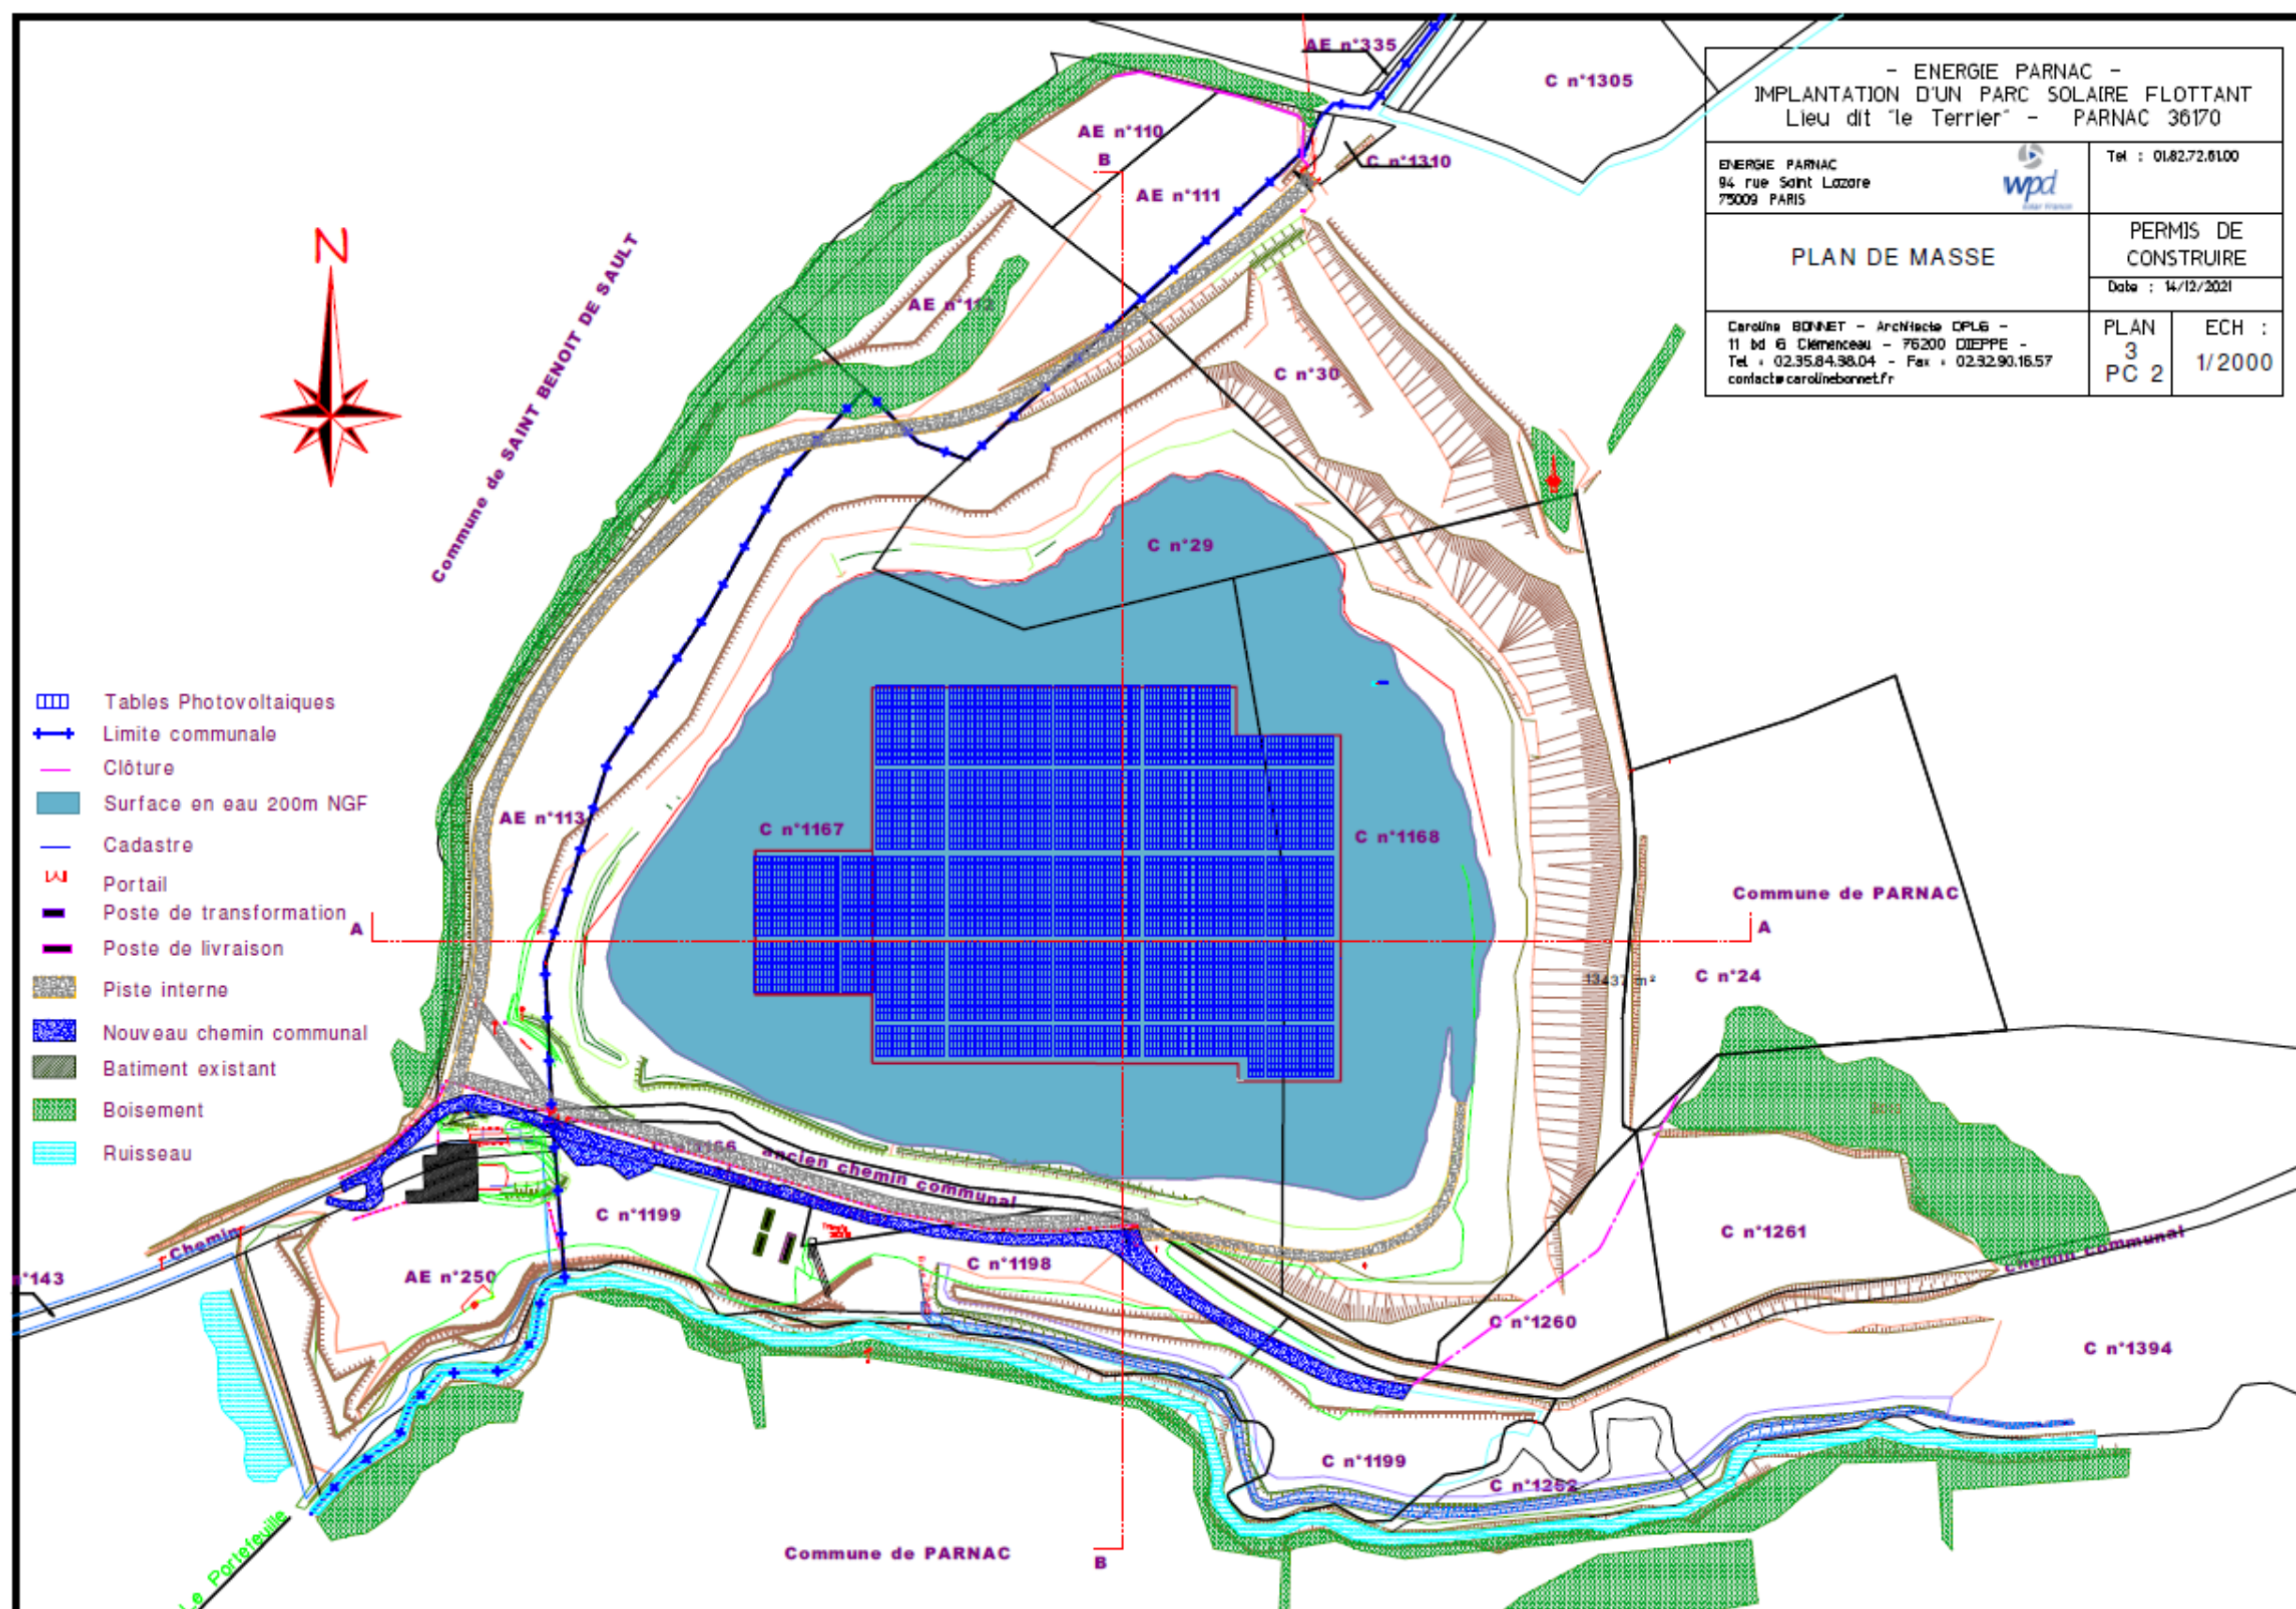 - ENERGIE PARNAC -
IMPLANTATION D'UN PARC SOLAIRE FLOTTANT
Lieu dit "le Terrier" - PARNAC 36170
ENERGIE PARNAC
94 rue Saint Lazare
75009 PARIS
wpd
solar france
Tel : 01.82.72.61.00
PLAN DE MASSE
PERMIS DE
CONSTRUIRE
Date : 14/12/2021
Caroline BONNET - Architecte DPLG -
11 bd G Clémenceau - 76200 DIEPPE -
Tel : 02.35.84.38.04 - Fax : 02.32.90.16.57
contact@carolinebonnet.fr
PLAN
3
PC 2
ECH :
1/2000
N
Commune de SAINT BENOIT DE SAULT
AE n°335
C n°1305
AE n°110
B
C n°1310
AE n°111
AE n°112
C n°30
C n°29
Tables Photovoltaiques
Limite communale
Clôture
Surface en eau 200m NGF
Cadastre
Portail
Poste de transformation
Poste de livraison
Piste interne
Nouveau chemin communal
Batiment existant
Boisement
Ruisseau
AE n°113
C n°1167
C n°1168
Commune de PARNAC
A
A
13437 m²
C n°24
ancien chemin communal
C n°1199
C n°1198
C n°1261
Chemin communal
Chemin
n°143
AE n°250
C n°1260
C n°1394
C n°1199
C n°1262
Le Portefeuille
Commune de PARNAC
B